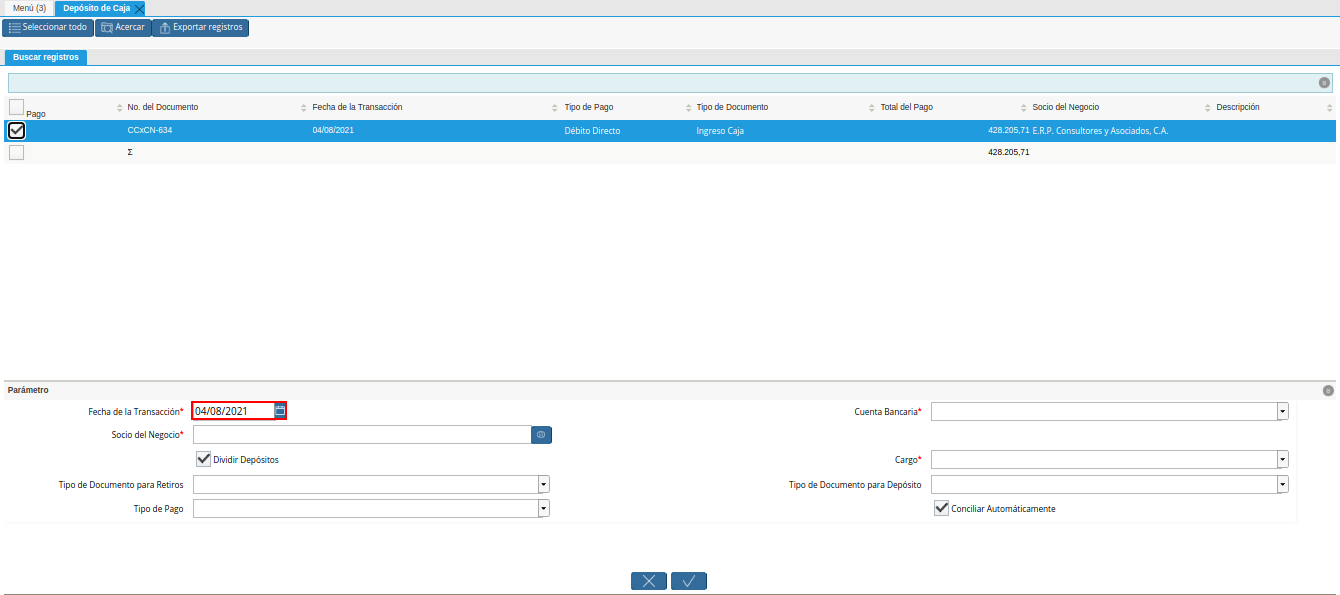 Menú (3) Depósito de Caja
Seleccionar todo Acercar Exportar registros
Buscar registros
Pago No. del Documento Fecha de la Transacción Tipo de Pago Tipo de Documento Total del Pago Socio del Negocio Descripción
CCxCN-634 04/08/2021 Débito Directo Ingreso Caja 428.205,71 E.R.P. Consultores y Asociados, C.A.
Σ 428.205,71
Parámetro
Fecha de la Transacción* 04/08/2021 Cuenta Bancaria*
Socio del Negocio*
Dividir Depósitos Cargo*
Tipo de Documento para Retiros Tipo de Documento para Depósito
Tipo de Pago Conciliar Automáticamente